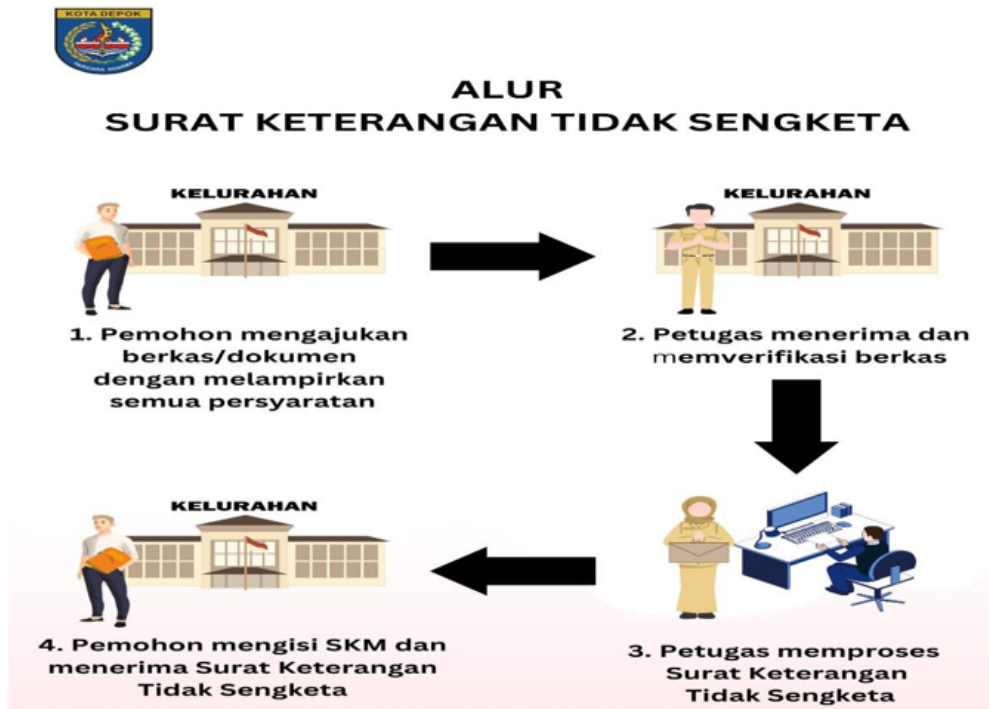 KOTA DEPOK
ALUR
SURAT KETERANGAN TIDAK SENGKETA
KELURAHAN
1. Pemohon mengajukan
berkas/dokumen
dengan melampirkan
semua persyaratan
KELURAHAN
2. Petugas menerima dan
memverifikasi berkas
3. Petugas memproses
Surat Keterangan
Tidak Sengketa
KELURAHAN
4. Pemohon mengisi SKM dan
menerima Surat Keterangan
Tidak Sengketa